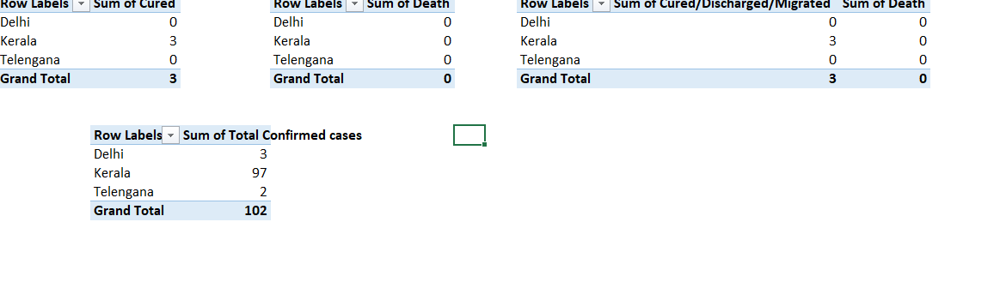 Row Labels Sum of Cured Row Labels Sum of Death Row Labels Sum of Cured/Discharged/Migrated Sum of Death
Delhi 0 Delhi 0 Delhi 0 0
Kerala 3 Kerala 0 Kerala 3 0
Telengana 0 Telengana 0 Telengana 0 0
Grand Total 3 Grand Total 0 Grand Total 3 0
Row Labels Sum of Total Confirmed cases
Delhi 3
Kerala 97
Telengana 2
Grand Total 102